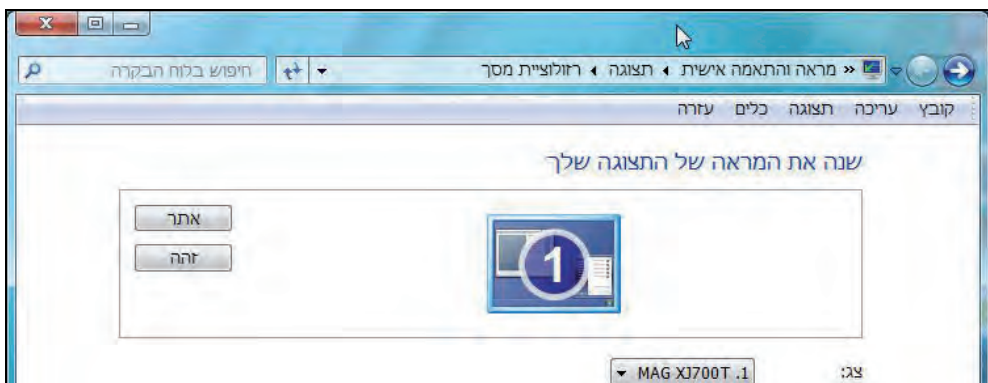 « מראה והתאמה אישית ‹ תצוגה ‹ רזולוציית מסך חיפוש בלוח הבקרה
קובץ עריכה תצוגה כלים עזרה
שנה את המראה של התצוגה שלך
אתר
זהה
1
צג: 1. MAG XJ700T